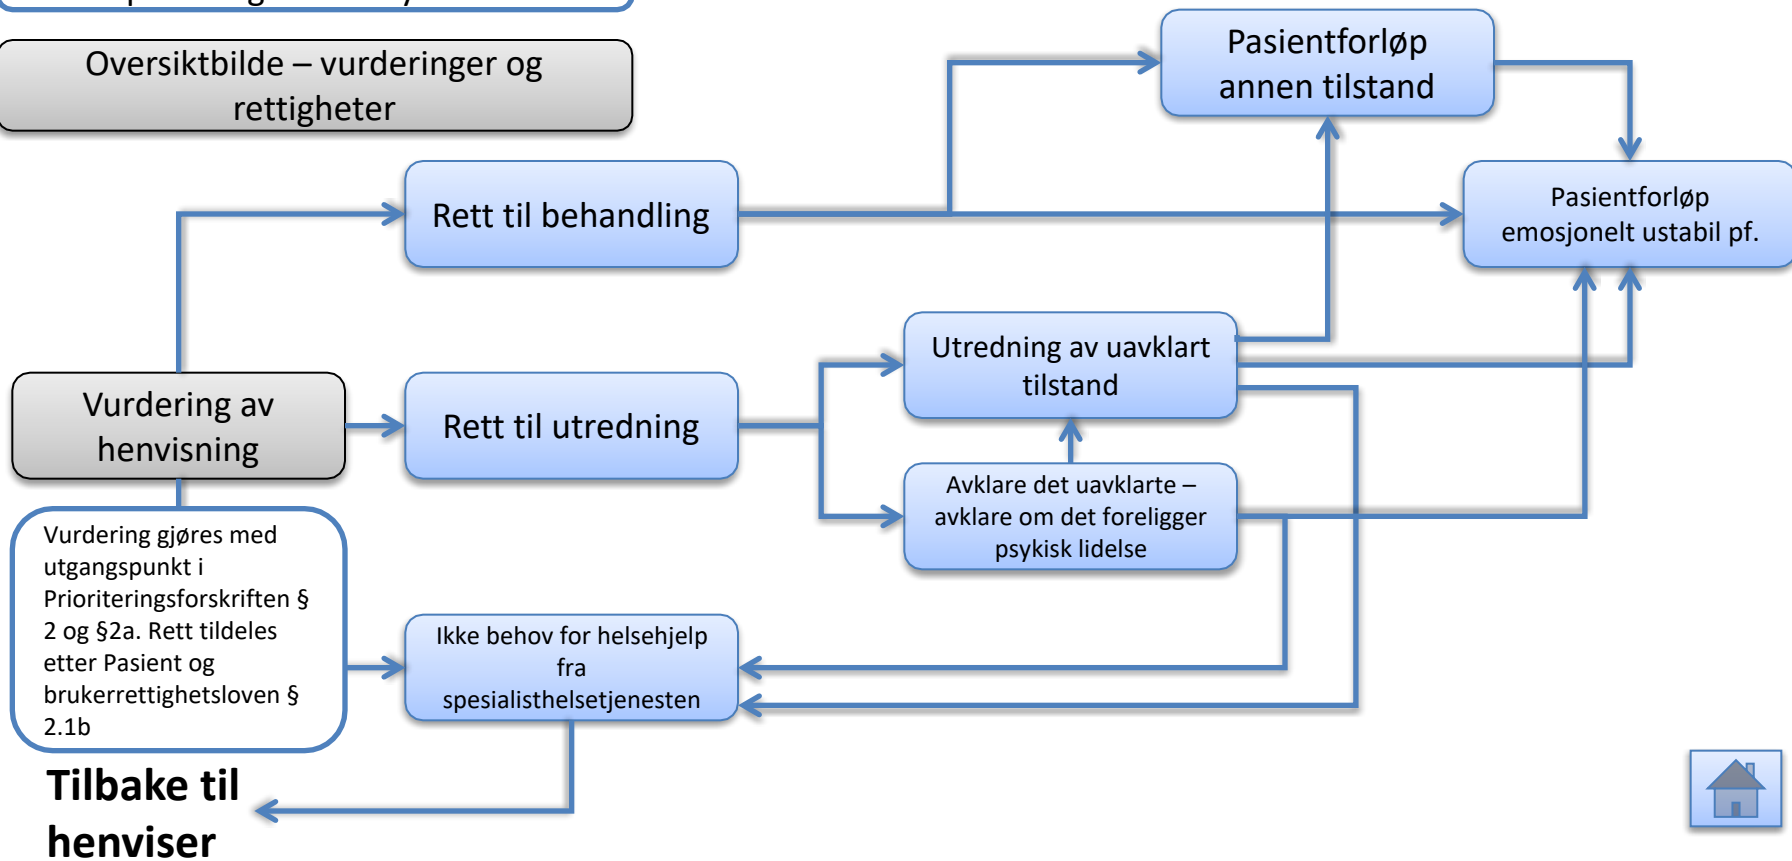 Oversiktbilde – vurderinger og
rettigheter
Pasientforløp
annen tilstand
Rett til behandling
Pasientforløp
emosjonelt ustabil pf.
Utredning av uavklart
tilstand
Vurdering av
henvisning
Rett til utredning
Avklare det uavklarte –
avklare om det foreligger
psykisk lidelse
Vurdering gjøres med
utgangspunkt i
Prioriteringsforskriften §
2 og §2a. Rett tildeles
etter Pasient og
brukerrettighetsloven §
2.1b
Ikke behov for helsehjelp
fra
spesialisthelsetjenesten
Tilbake til
henviser